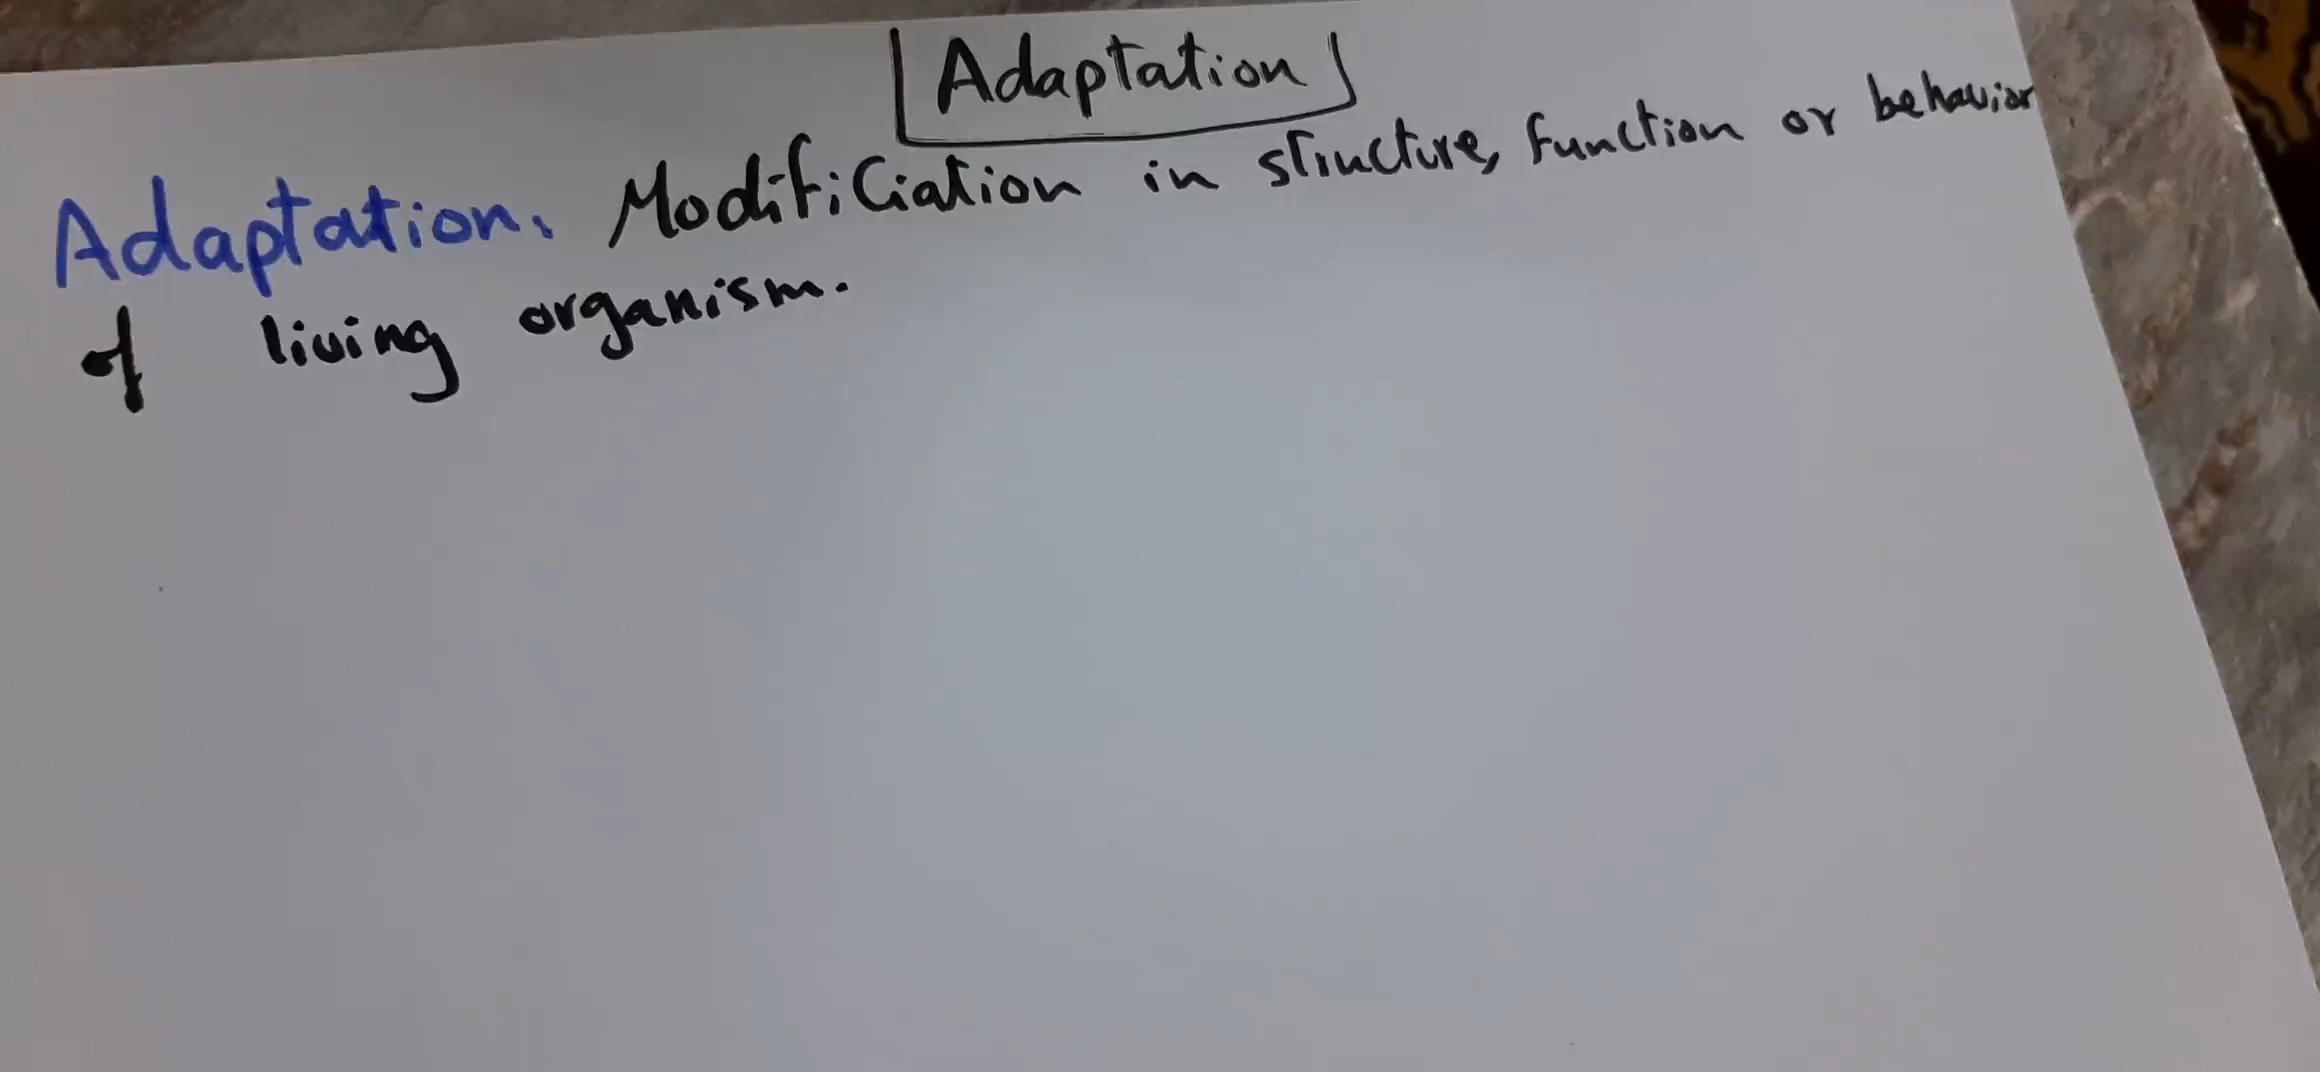 Adaptation
Adaptation. Modificiation in structure, function or behavior
of living organism.